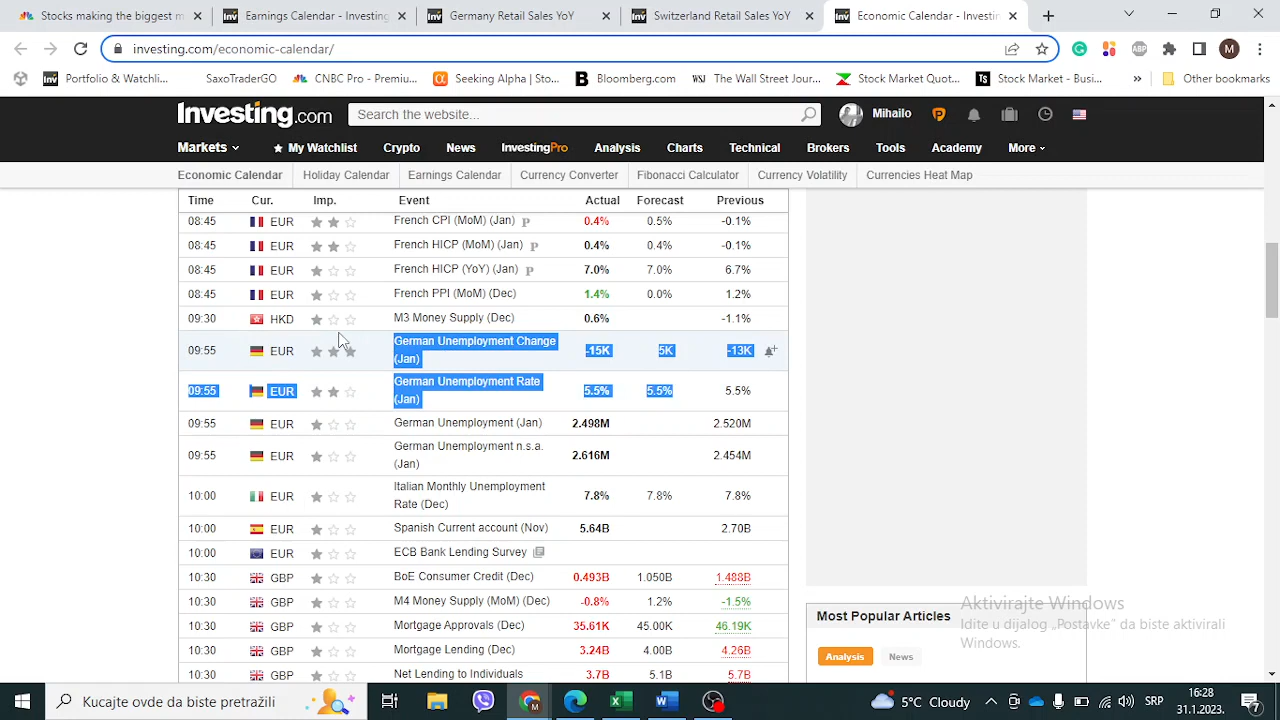 Stocks making the biggest m
Earnings Calendar - Investing
Germany Retail Sales YoY
Switzerland Retail Sales YoY
Economic Calendar - Investin
investing.com/economic-calendar/
Portfolio & Watchli...
SaxoTraderGO
CNBC Pro - Premiu...
Seeking Alpha | Sto...
Bloomberg.com
The Wall Street Jour...
Stock Market Quot...
Stock Market - Busi...
»
Other bookmarks
Investing.com
Search the website...
Mihailo
Markets
My Watchlist
Crypto
News
InvestingPro
Analysis
Charts
Technical
Brokers
Tools
Academy
More
Economic Calendar
Holiday Calendar
Earnings Calendar
Currency Converter
Fibonacci Calculator
Currency Volatility
Currencies Heat Map
Time Cur. Imp. Event Actual Forecast Previous
08:45 EUR French CPI (MoM) (Jan) P 0.4% 0.5% -0.1%
08:45 EUR French HICP (MoM) (Jan) P 0.4% 0.4% -0.1%
08:45 EUR French HICP (YoY) (Jan) P 7.0% 7.0% 6.7%
08:45 EUR French PPI (MoM) (Dec) 1.4% 0.0% 1.2%
09:30 HKD M3 Money Supply (Dec) 0.6% -1.1%
09:55 EUR German Unemployment Change -15K 5K -13K
(Jan)
09:55 EUR German Unemployment Rate 5.5% 5.5% 5.5%
(Jan)
09:55 EUR German Unemployment (Jan) 2.498M 2.520M
09:55 EUR German Unemployment n.s.a. 2.616M 2.454M
(Jan)
10:00 EUR Italian Monthly Unemployment 7.8% 7.8% 7.8%
Rate (Dec)
10:00 EUR Spanish Current account (Nov) 5.64B 2.70B
10:00 EUR ECB Bank Lending Survey
10:30 GBP BoE Consumer Credit (Dec) 0.493B 1.050B 1.488B
10:30 GBP M4 Money Supply (MoM) (Dec) -0.8% 1.2% -1.5%
10:30 GBP Mortgage Approvals (Dec) 35.61K 45.00K 46.19K
10:30 GBP Mortgage Lending (Dec) 3.24B 4.00B 4.26B
10:30 GBP Net Lending to Individuals 3.7B 5.1B 5.7B
Most Popular Articles
Analysis
News
Aktivirajte Windows
Idite u dijalog „Postavke“ da biste aktivirali
Windows.
Kucajte ovde da biste pretražili
5°C Cloudy
SRP
16:28
31.1.2023.
7